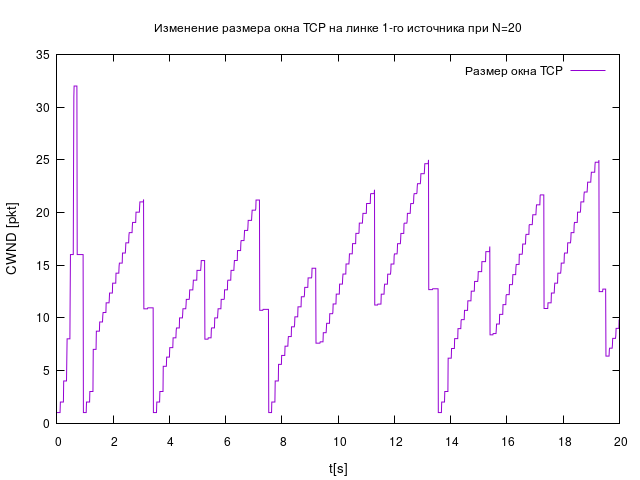 Изменение размера окна TCP на линке 1-го источника при N=20
Размер окна TCP
CWND [pkt]
35
30
25
20
15
10
5
0
0 2 4 6 8 10 12 14 16 18 20
t[s]